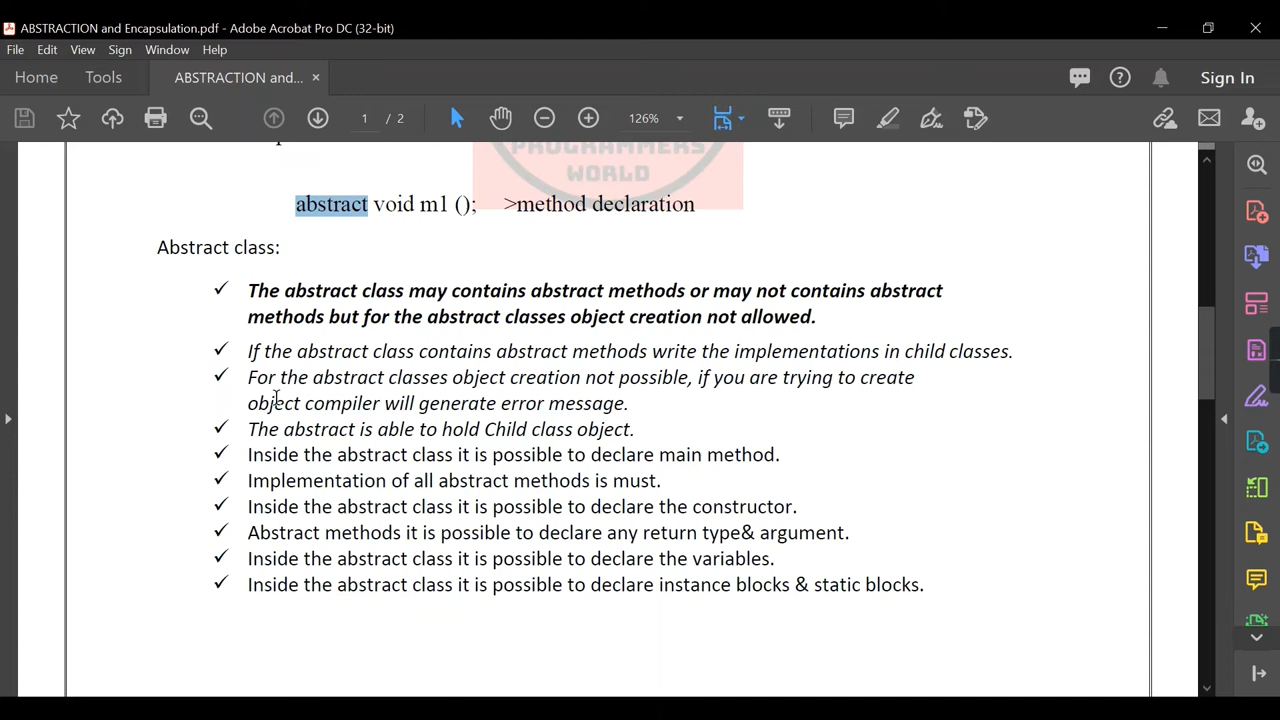 ABSTRACTION and Encapsulation.pdf - Adobe Acrobat Pro DC (32-bit)
File Edit View Sign Window Help
Home Tools ABSTRACTION and... × Sign In
1 / 2 126%
PROGRAMMERS
WORLD
abstract void m1 (); >method declaration
Abstract class:
✓ The abstract class may contains abstract methods or may not contains abstract
methods but for the abstract classes object creation not allowed.
✓ If the abstract class contains abstract methods write the implementations in child classes.
✓ For the abstract classes object creation not possible, if you are trying to create
object compiler will generate error message.
✓ The abstract is able to hold Child class object.
✓ Inside the abstract class it is possible to declare main method.
✓ Implementation of all abstract methods is must.
✓ Inside the abstract class it is possible to declare the constructor.
✓ Abstract methods it is possible to declare any return type& argument.
✓ Inside the abstract class it is possible to declare the variables.
✓ Inside the abstract class it is possible to declare instance blocks & static blocks.